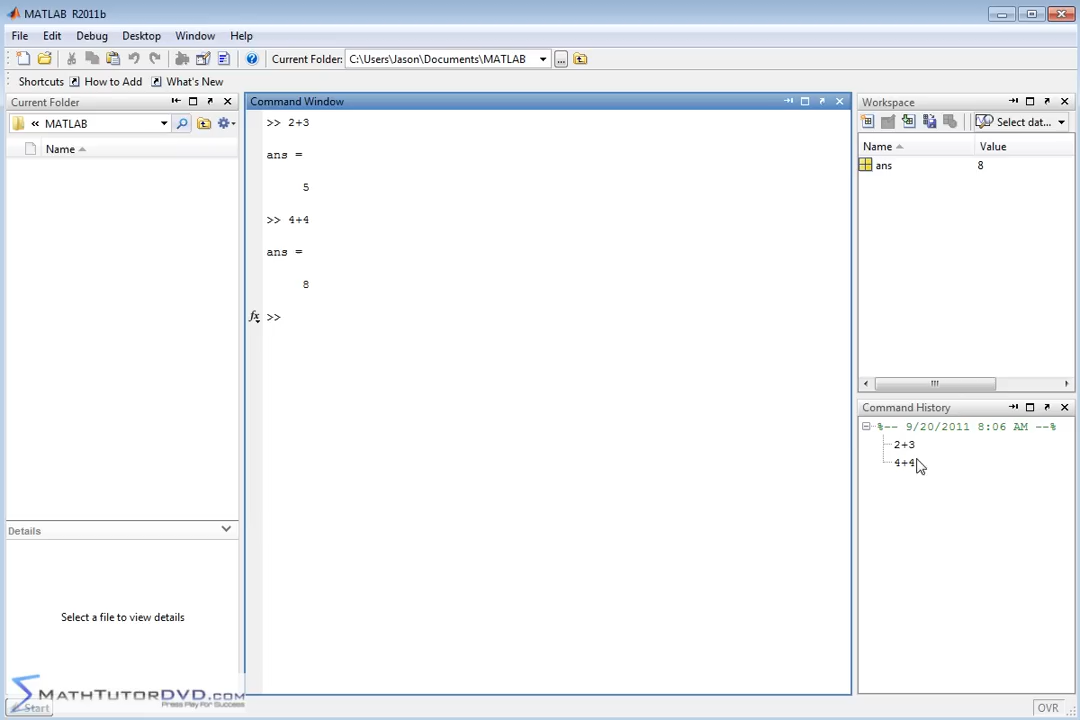 MATLAB R2011b
File Edit Debug Desktop Window Help
Current Folder: C:\Users\Jason\Documents\MATLAB ...
Shortcuts How to Add What's New
Current Folder
« MATLAB
Name
Details
Select a file to view details
Command Window
>> 2+3
ans =
5
>> 4+4
ans =
8
fx >>
Workspace
Select dat...
Name Value
ans 8
Command History
%-- 9/20/2011 8:06 AM --%
2+3
4+4
MATHTUTORDVD.COM
Press Play For Success
Start
OVR